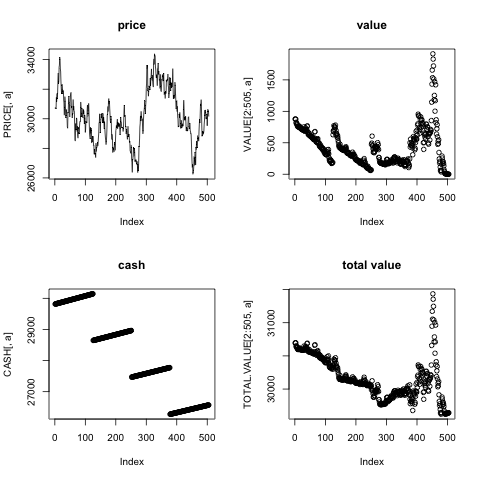 price
PRICE[, a]
34000
30000
26000
0 100 200 300 400 500
Index
value
VALUE[2:505, a]
1500
1000
500
0
0 100 200 300 400 500
Index
cash
CASH[, a]
29000
27000
0 100 200 300 400 500
Index
total value
TOTAL.VALUE[2:505, a]
31000
30000
0 100 200 300 400 500
Index